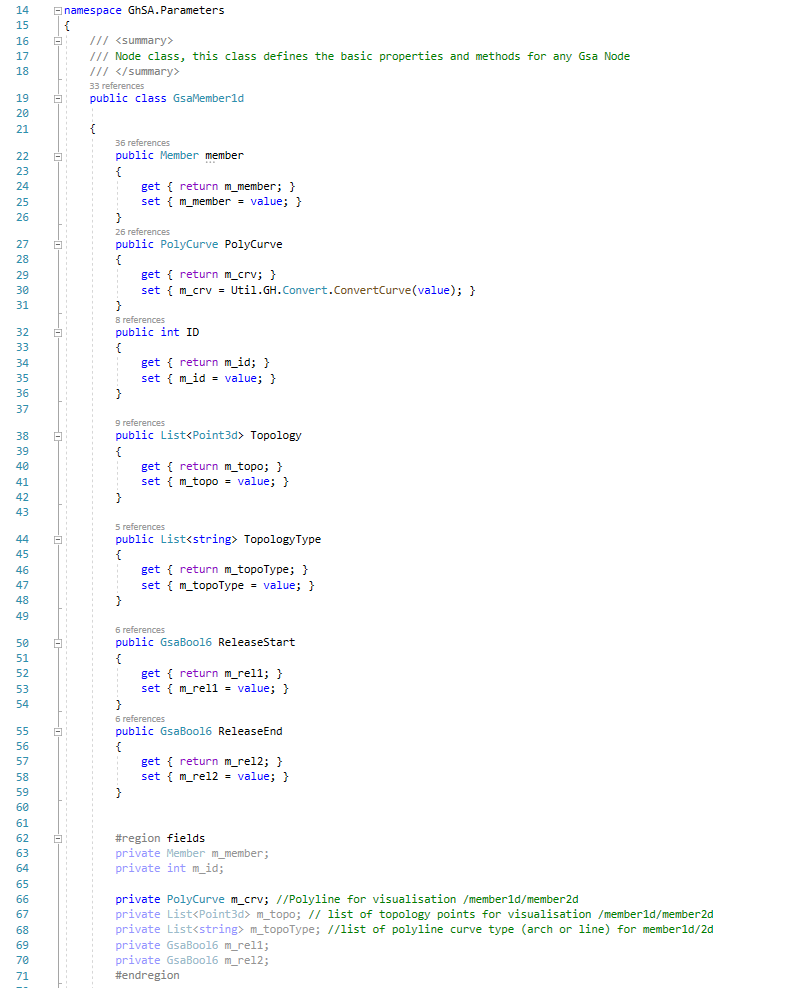 14 namespace GhSA.Parameters
15 {
16 /// <summary>
17 /// Node class, this class defines the basic properties and methods for any Gsa Node
18 /// </summary>
33 references
19 public class GsaMember1d
20
21 {
36 references
22 public Member member
23 {
24 get { return m_member; }
25 set { m_member = value; }
26 }
26 references
27 public PolyCurve PolyCurve
28 {
29 get { return m_crv; }
30 set { m_crv = Util.GH.Convert.ConvertCurve(value); }
31 }
8 references
32 public int ID
33 {
34 get { return m_id; }
35 set { m_id = value; }
36 }
37
9 references
38 public List<Point3d> Topology
39 {
40 get { return m_topo; }
41 set { m_topo = value; }
42 }
43
5 references
44 public List<string> TopologyType
45 {
46 get { return m_topoType; }
47 set { m_topoType = value; }
48 }
49
6 references
50 public GsaBool6 ReleaseStart
51 {
52 get { return m_rel1; }
53 set { m_rel1 = value; }
54 }
6 references
55 public GsaBool6 ReleaseEnd
56 {
57 get { return m_rel2; }
58 set { m_rel2 = value; }
59 }
60
61
62 #region fields
63 private Member m_member;
64 private int m_id;
65
66 private PolyCurve m_crv; //Polyline for visualisation /member1d/member2d
67 private List<Point3d> m_topo; // list of topology points for visualisation /member1d/member2d
68 private List<string> m_topoType; //list of polyline curve type (arch or line) for member1d/2d
69 private GsaBool6 m_rel1;
70 private GsaBool6 m_rel2;
71 #endregion